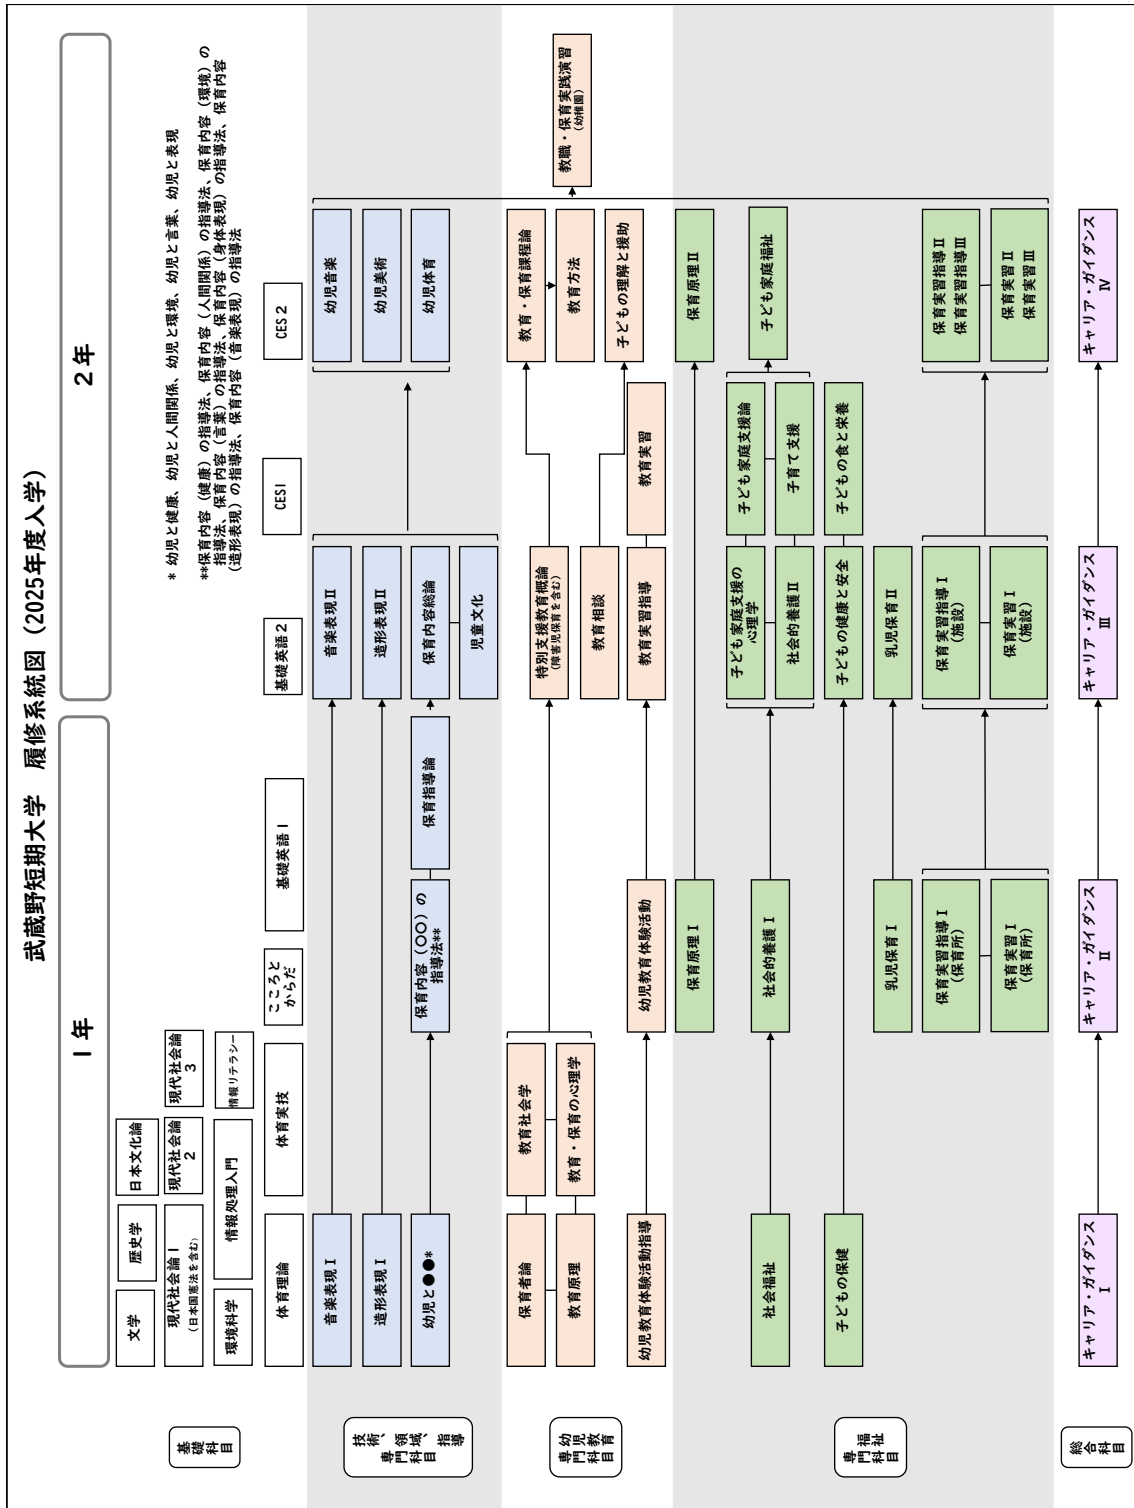 武蔵野短期大学　履修系統図（2025年度入学）
1年
2年
基礎
科目
文学
歴史学
日本文化論
現代社会論1
（日本国憲法を含む）
現代社会論
2
現代社会論
3
環境科学
情報処理入門
情報リテラシー
体育理論
体育実技
こころと
からだ
基礎英語1
基礎英語2
CES1
CES2
* 幼児と健康、幼児と人間関係、幼児と環境、幼児と言葉、幼児と表現
**保育内容（健康）の指導法、保育内容（人間関係）の指導法、保育内容（環境）の
指導法、保育内容（言葉）の指導法、保育内容（身体表現）の指導法、保育内容
（造形表現）の指導法、保育内容（音楽表現）の指導法
技術、領域、指導
専門科目
音楽表現Ⅰ
音楽表現Ⅱ
幼児音楽
造形表現Ⅰ
造形表現Ⅱ
幼児美術
幼児と●●*
保育内容（○○）の
指導法**
保育指導論
保育内容総論
幼児体育
児童文化
幼児教育
専門科目
保育者論
教育社会学
教育・保育課程論
教育原理
教育・保育の心理学
特別支援教育概論
（障害児保育を含む）
教育方法
教職・保育実践演習
（幼稚園）
教育相談
子どもの理解と援助
幼児教育体験活動指導
幼児教育体験活動
教育実習指導
教育実習
福祉
専門科目
保育原理Ⅰ
保育原理Ⅱ
社会福祉
社会的養護Ⅰ
子ども家庭支援の
心理学
子ども家庭支援論
社会的養護Ⅱ
子育て支援
子ども家庭福祉
子どもの保健
子どもの健康と安全
子どもの食と栄養
乳児保育Ⅰ
乳児保育Ⅱ
保育実習指導Ⅰ
（保育所）
保育実習指導Ⅰ
（施設）
保育実習指導Ⅱ
保育実習指導Ⅲ
保育実習Ⅰ
（保育所）
保育実習Ⅰ
（施設）
保育実習Ⅱ
保育実習Ⅲ
総合科目
キャリア・ガイダンス
Ⅰ
キャリア・ガイダンス
Ⅱ
キャリア・ガイダンス
Ⅲ
キャリア・ガイダンス
Ⅳ